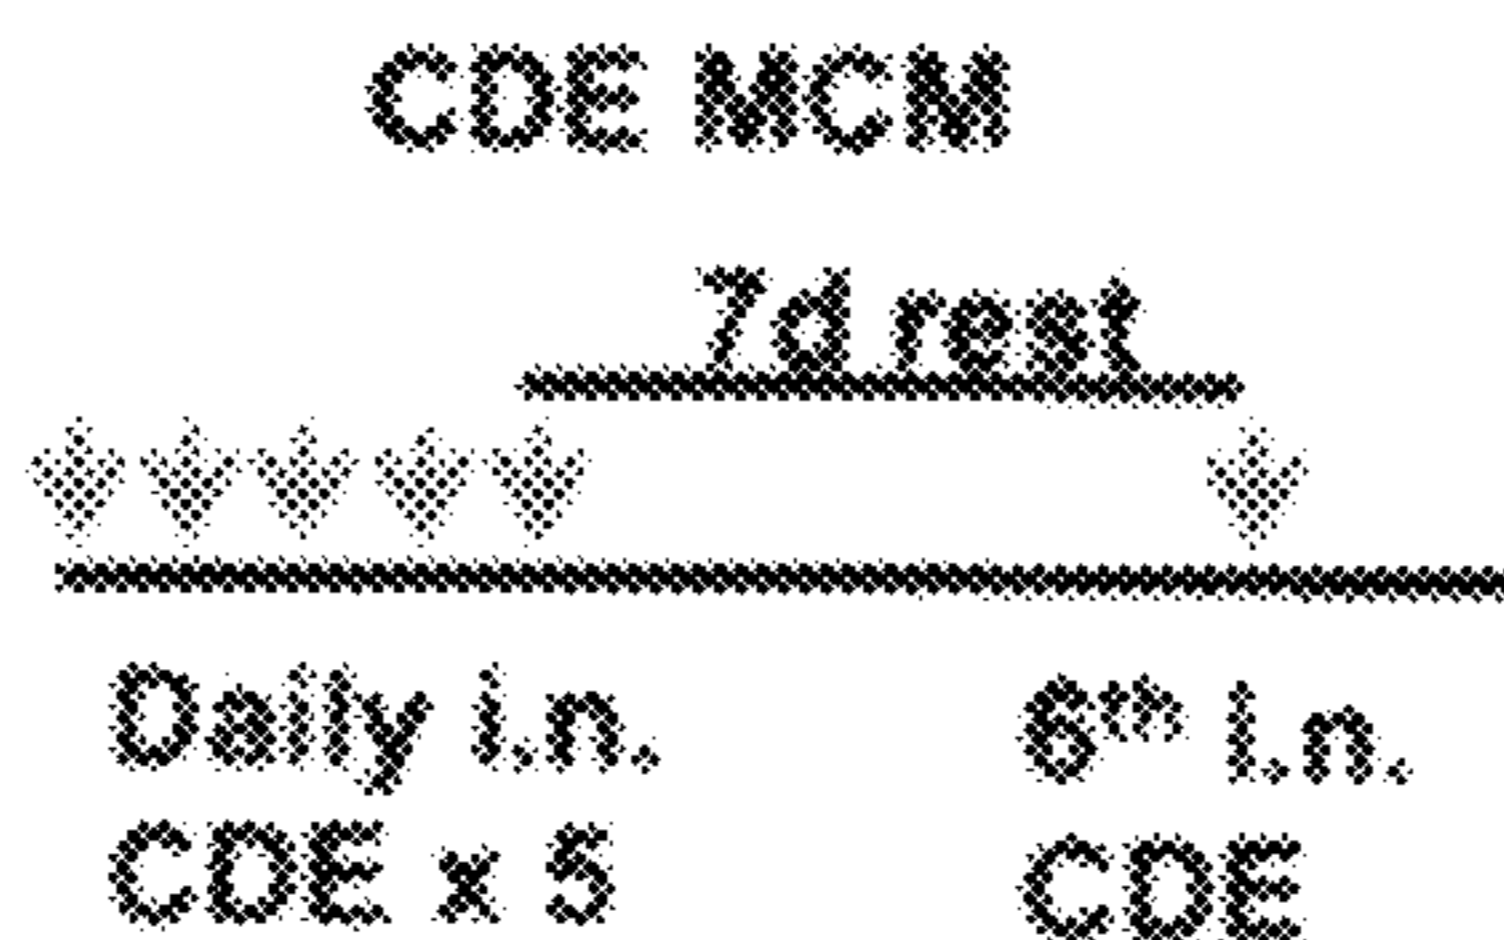 CDE MCM
7d rest
Daily i.n.
CDE x 5
6th i.n.
CDE